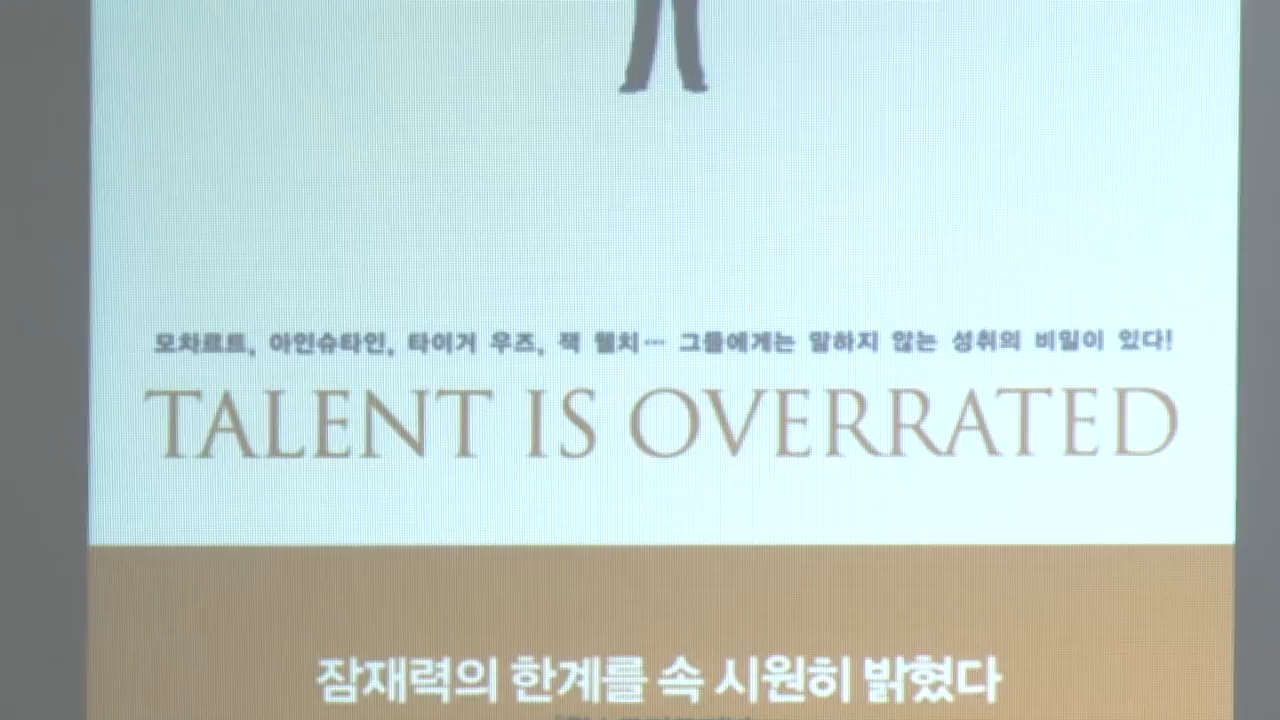 모차르트, 아인슈타인, 타이거 우즈, 잭 웰치… 그들에게는 말하지 않는 성취의 비밀이 있다!
TALENT IS OVERRATED
잠재력의 한계를 속 시원히 밝혔다